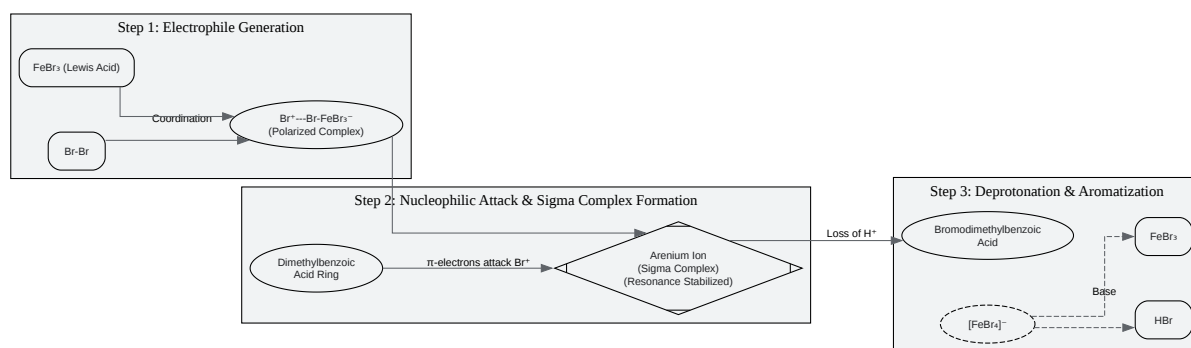 Step 1: Electrophile Generation
FeBr₃ (Lewis Acid)
Coordination
Br-Br
Br⁺---Br-FeBr₃⁻
(Polarized Complex)
Step 2: Nucleophilic Attack & Sigma Complex Formation
Dimethylbenzoic
Acid Ring
π-electrons attack Br⁺
Arenium Ion
(Sigma Complex)
(Resonance Stabilized)
Loss of H⁺
Step 3: Deprotonation & Aromatization
Bromodimethylbenzoic
Acid
FeBr₃
Base
[FeBr₄]⁻
HBr